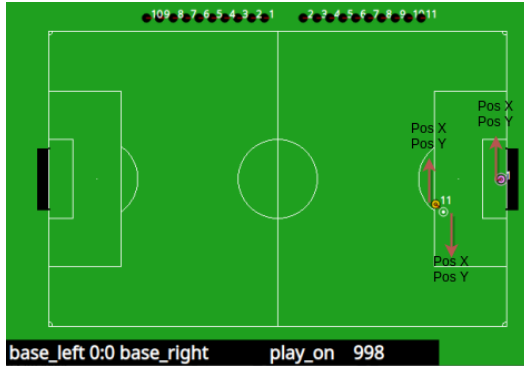 10 9 8 7 6 5 4 3 2 1
2 3 4 5 6 7 8 9 10 11
Pos X
Pos Y
Pos X
Pos Y
11
1
Pos X
Pos Y
base_left 0:0 base_right play_on 998